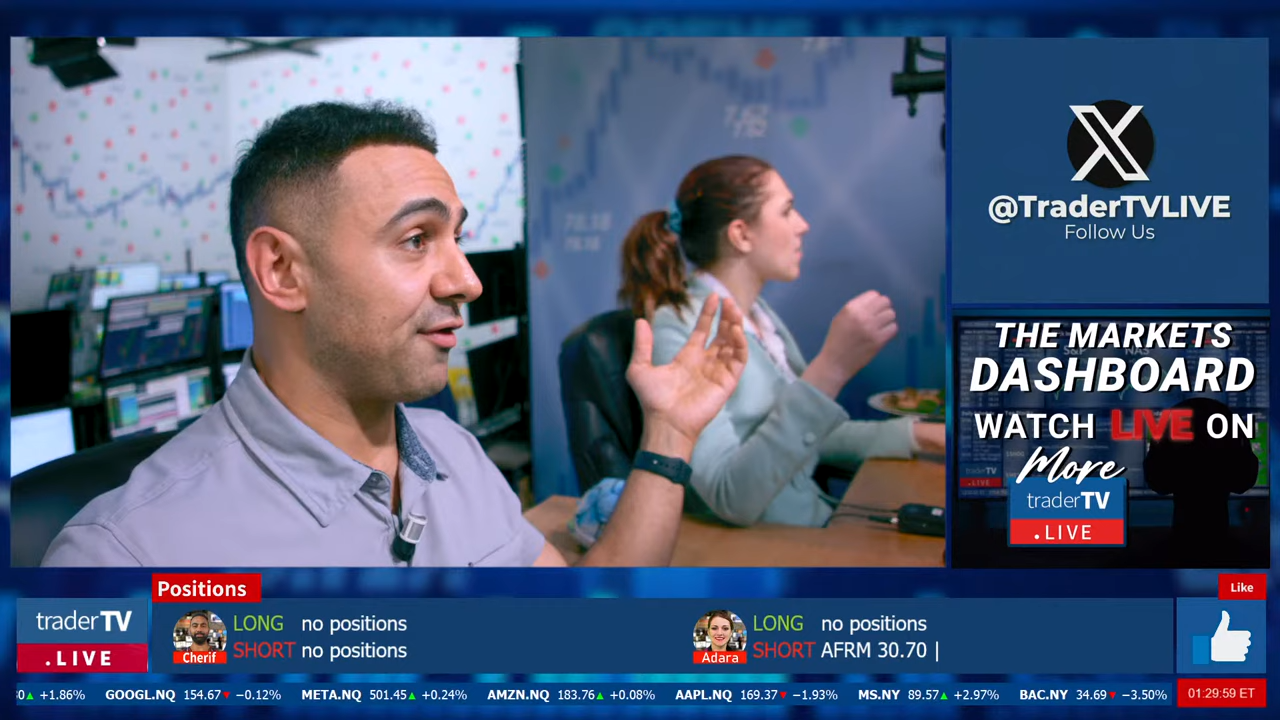 @TraderTVLIVE
Follow Us
THE MARKETS
DASHBOARD
WATCH LIVE ON
More
traderTV
.LIVE
Positions
Like
traderTV
.LIVE
Cherif
LONG no positions
SHORT no positions
Adara
LONG no positions
SHORT AFRM 30.70 |
0▲ +1.86% GOOGL.NQ 154.67▼ −0.12% META.NQ 501.45▲ +0.24% AMZN.NQ 183.76▲ +0.08% AAPL.NQ 169.37▼ −1.93% MS.NY 89.57▲ +2.97% BAC.NY 34.69▼ −3.50%
01:29:59 ET